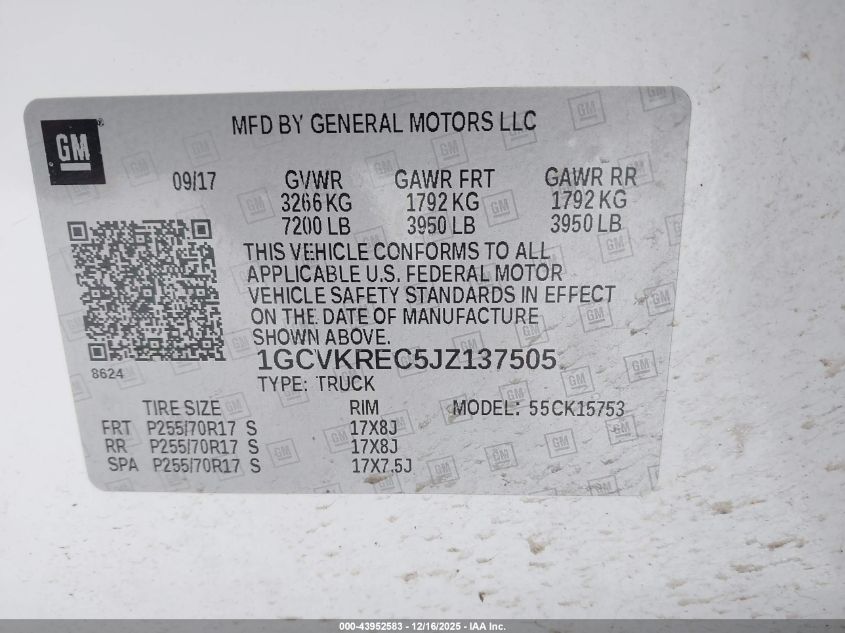 GM
MFD BY GENERAL MOTORS LLC
09/17 GVWR GAWR FRT GAWR RR
3266 KG 1792 KG 1792 KG
7200 LB 3950 LB 3950 LB
THIS VEHICLE CONFORMS TO ALL
APPLICABLE U.S. FEDERAL MOTOR
VEHICLE SAFETY STANDARDS IN EFFECT
ON THE DATE OF MANUFACTURE
SHOWN ABOVE.
8624
1GCVKREC5JZ137505
TYPE: TRUCK
TIRE SIZE RIM MODEL: 55CK15753
FRT P255/70R17 S 17X8J
RR P255/70R17 S 17X8J
SPA P255/70R17 S 17X7.5J
000-43952583 - 12/16/2025 - IAA Inc.